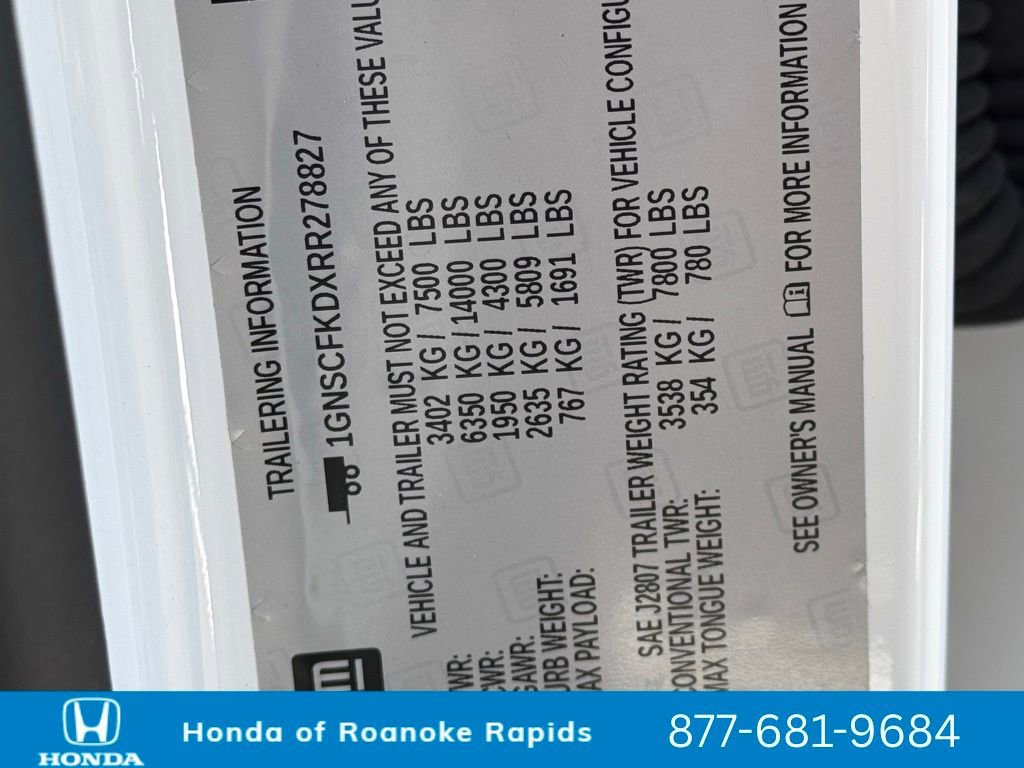 TRAILERING INFORMATION
1GNSCFKDXRR278827
VEHICLE AND TRAILER MUST NOT EXCEED ANY OF THESE VALU
TWR: 3402 KG / 7500 LBS
CWR: 6350 KG / 14000 LBS
GAWR: 1950 KG / 4300 LBS
URB WEIGHT: 2635 KG / 5809 LBS
AX PAYLOAD: 767 KG / 1691 LBS
SAE J2807 TRAILER WEIGHT RATING (TWR) FOR VEHICLE CONFIGU
CONVENTIONAL TWR: 3538 KG / 7800 LBS
MAX TONGUE WEIGHT: 354 KG / 780 LBS
SEE OWNER'S MANUAL FOR MORE INFORMATION
gm
HONDA
Honda of Roanoke Rapids
877-681-9684